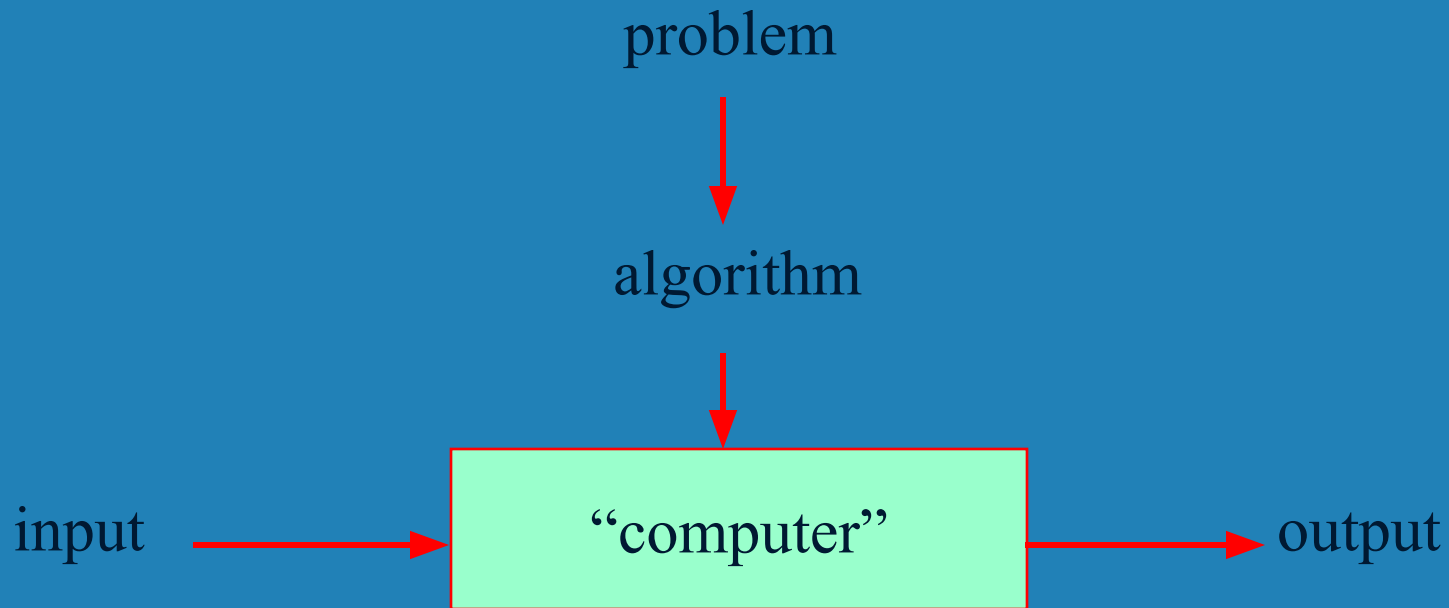 problem
algorithm
input
“computer”
output